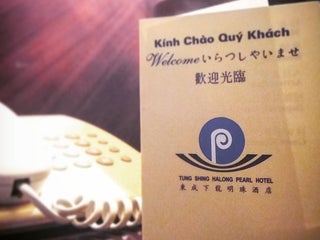 Kính Chào Quý Khách
Welcome いらっしやいませ
歡迎光臨
P
TUNG SHING HALONG PEARL HOTEL
東成下龍明珠酒店